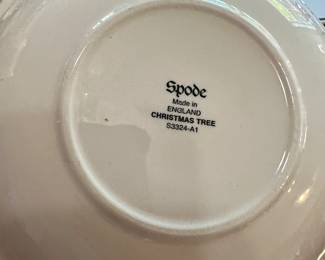 Spode
Made in
ENGLAND
CHRISTMAS TREE
S3324-A1